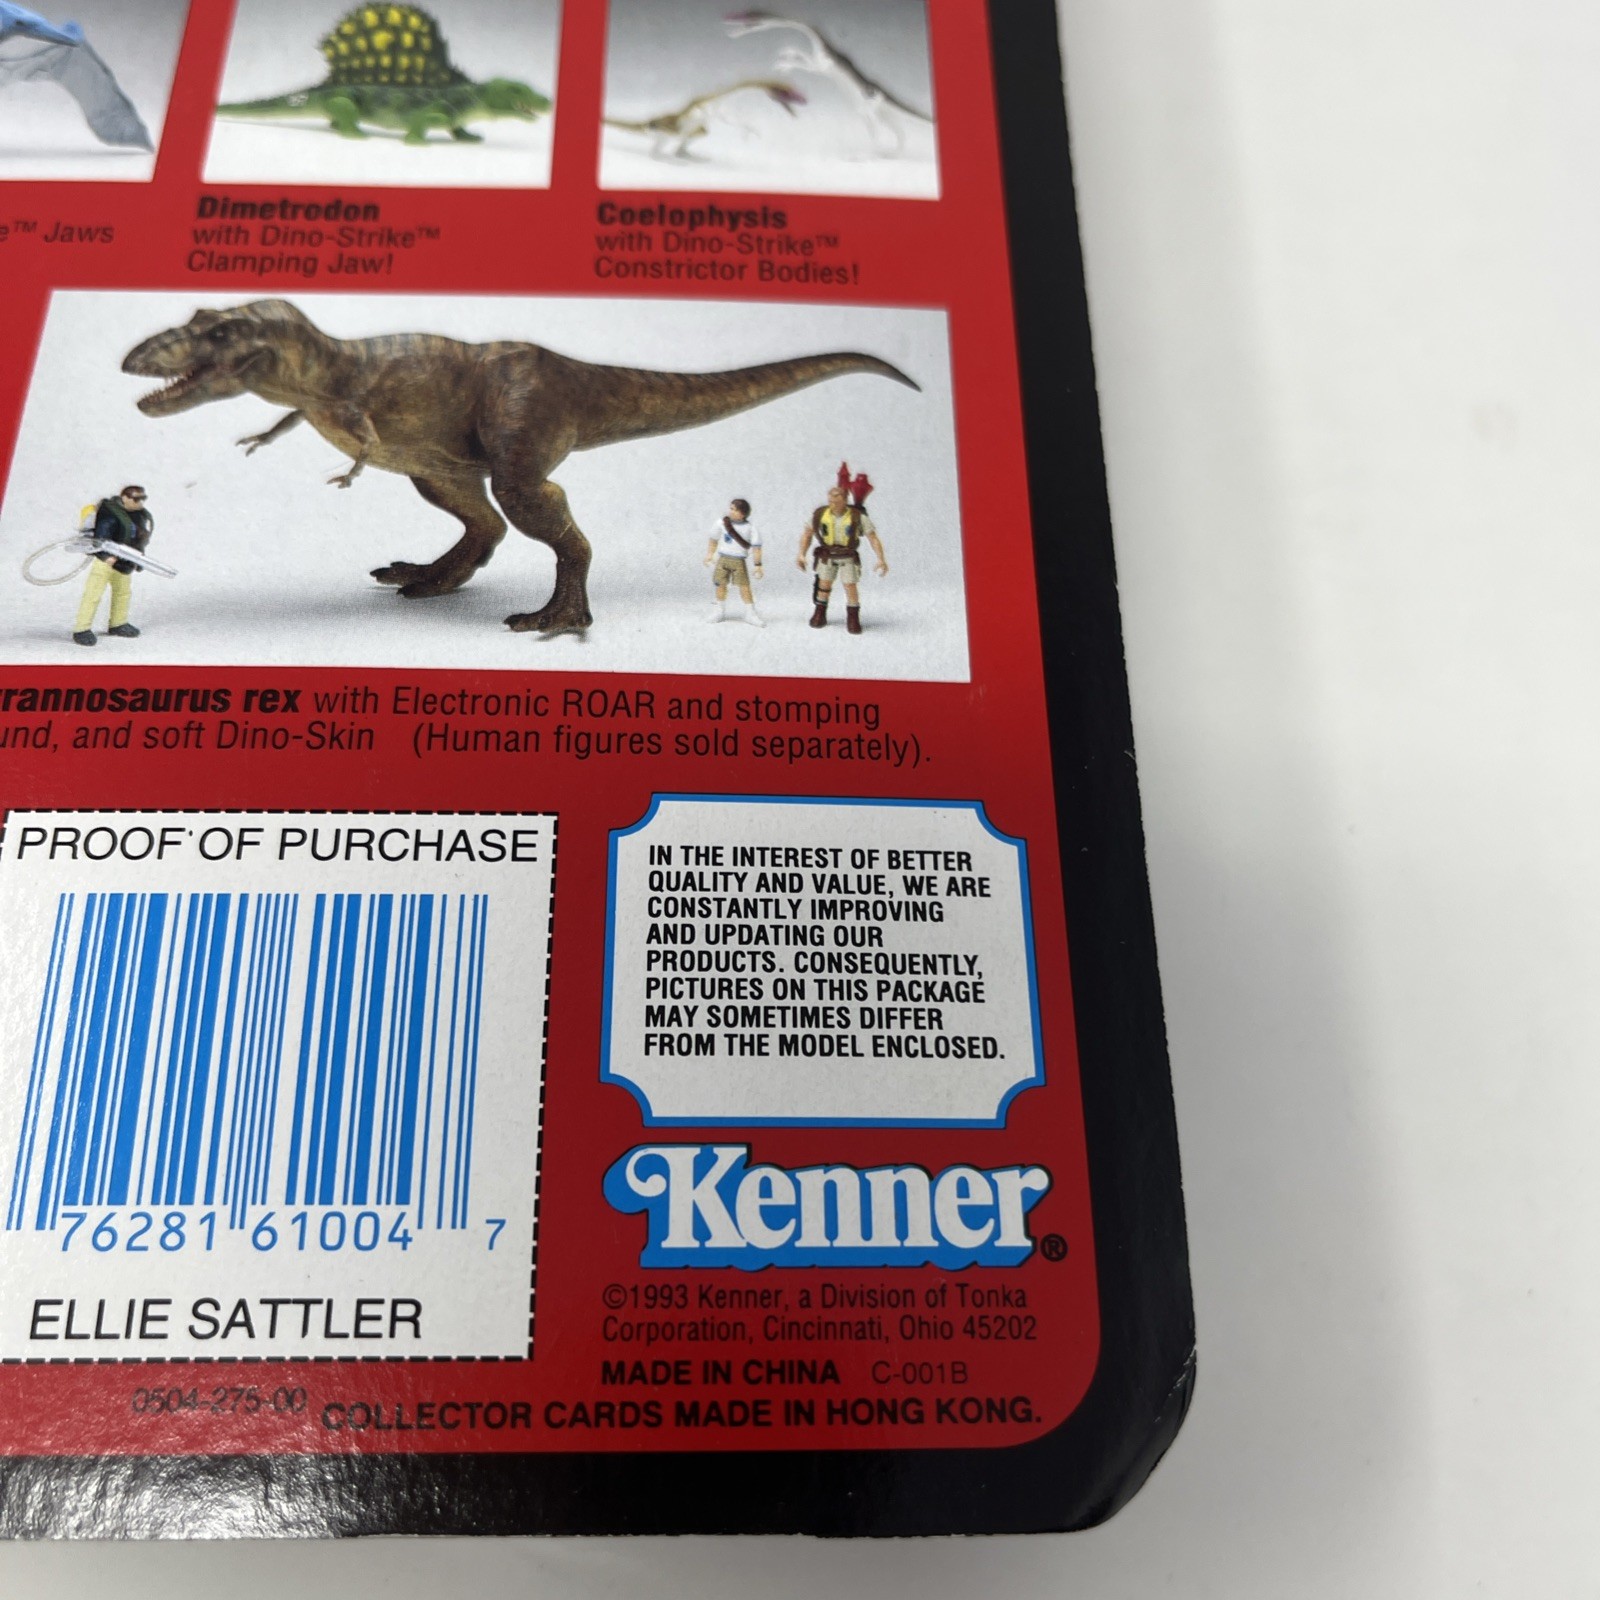 ™ Jaws
Dimetrodon
with Dino-Strike™
Clamping Jaw!
Coelophysis
with Dino-Strike™
Constrictor Bodies!
rannosaurus rex with Electronic ROAR and stomping
und, and soft Dino-Skin (Human figures sold separately).
PROOF OF PURCHASE
76281 61004 7
ELLIE SATTLER
0504-275-00
IN THE INTEREST OF BETTER
QUALITY AND VALUE, WE ARE
CONSTANTLY IMPROVING
AND UPDATING OUR
PRODUCTS. CONSEQUENTLY,
PICTURES ON THIS PACKAGE
MAY SOMETIMES DIFFER
FROM THE MODEL ENCLOSED.
Kenner®
©1993 Kenner, a Division of Tonka
Corporation, Cincinnati, Ohio 45202
MADE IN CHINA C-001B
COLLECTOR CARDS MADE IN HONG KONG.